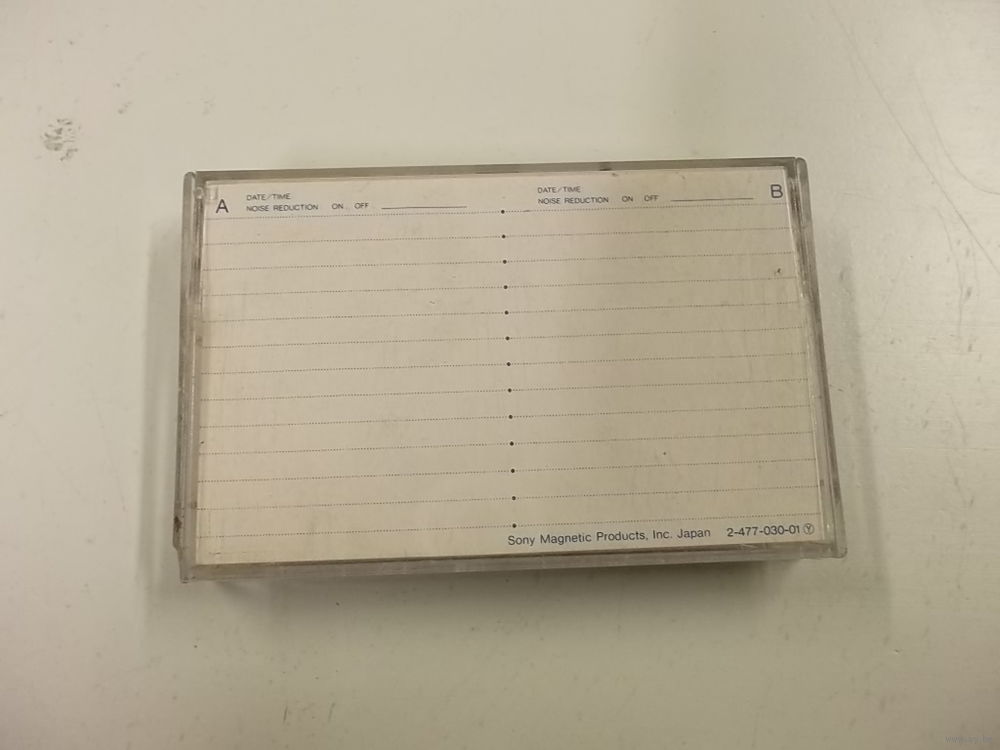 A DATE/TIME DATE/TIME B
NOISE REDUCTION ON OFF NOISE REDUCTION ON OFF
Sony Magnetic Products, Inc. Japan 2-477-030-01 Ⓨ